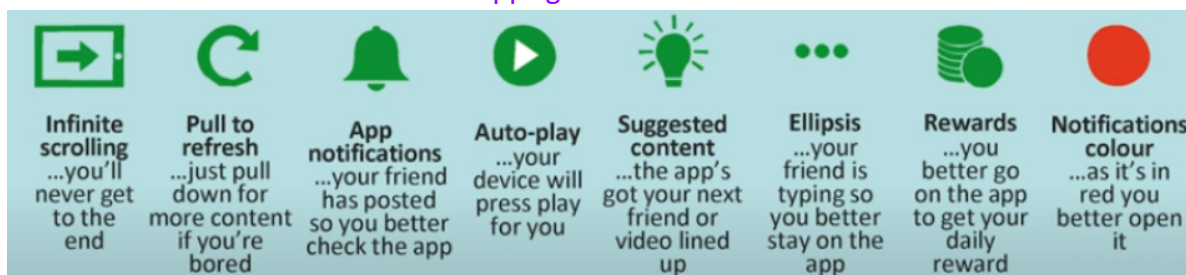 Infinite
scrolling
...you'll
never get
to the
end
Pull to
refresh
...just pull
down for
more content
if you're
bored
App
notifications
...your friend
has posted
so you better
check the app
Auto-play
...your
device will
press play
for you
Suggested
content
...the app's
got your next
friend or
video lined
up
Ellipsis
...your
friend is
typing so
you better
stay on the
app
Rewards
...you
better go
on the app
to get your
daily
reward
Notifications
colour
...as it's in
red you
better open
it